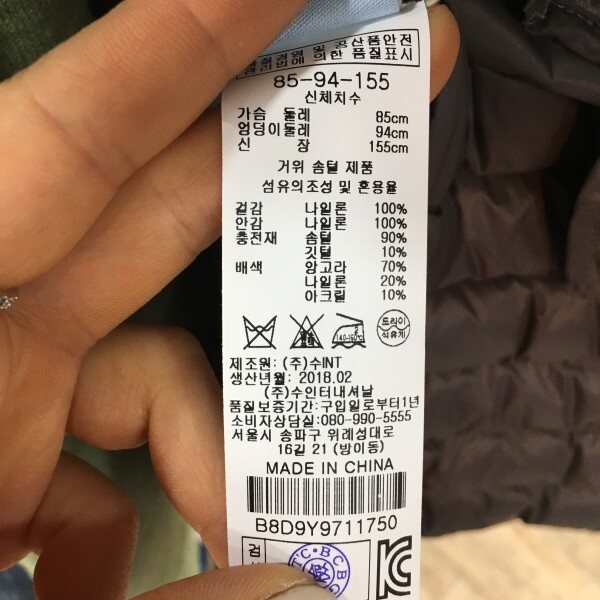 품질경영 및 공산품안전
관리법에 의한 품질표시
85-94-155
신체치수
가슴 둘레 85cm
엉덩이둘레 94cm
신 장 155cm
거위 솜털 제품
섬유의조성 및 혼용율
겉감 나일론 100%
안감 나일론 100%
충전재 솜털 90%
깃털 10%
배색 앙고라 70%
나일론 20%
아크릴 10%
140-160℃
드라이
석유계
제조원: (주)수INT
생산년월: 2018.02
(주)수인터내셔날
품질보증기간:구입일로부터1년
소비자상담실:080-990-5555
서울시 송파구 위례성대로
16길 21 (방이동)
MADE IN CHINA
B8D9Y9711750
검
TC·BCBG